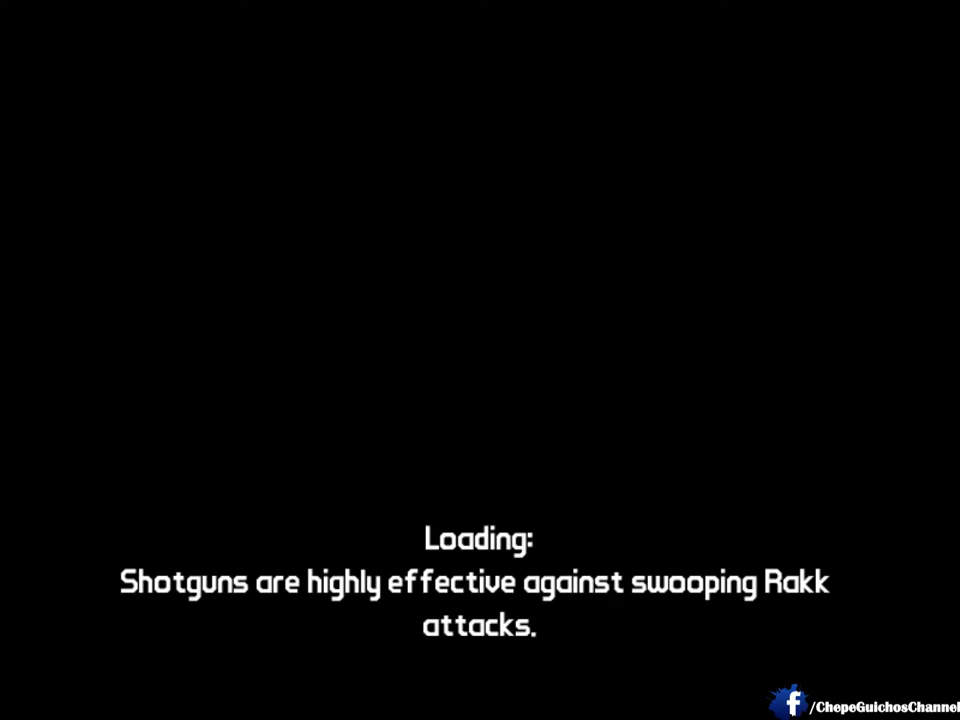 Loading:
Shotguns are highly effective against swooping Rakk
attacks.
f /ChepeGuichosChannel